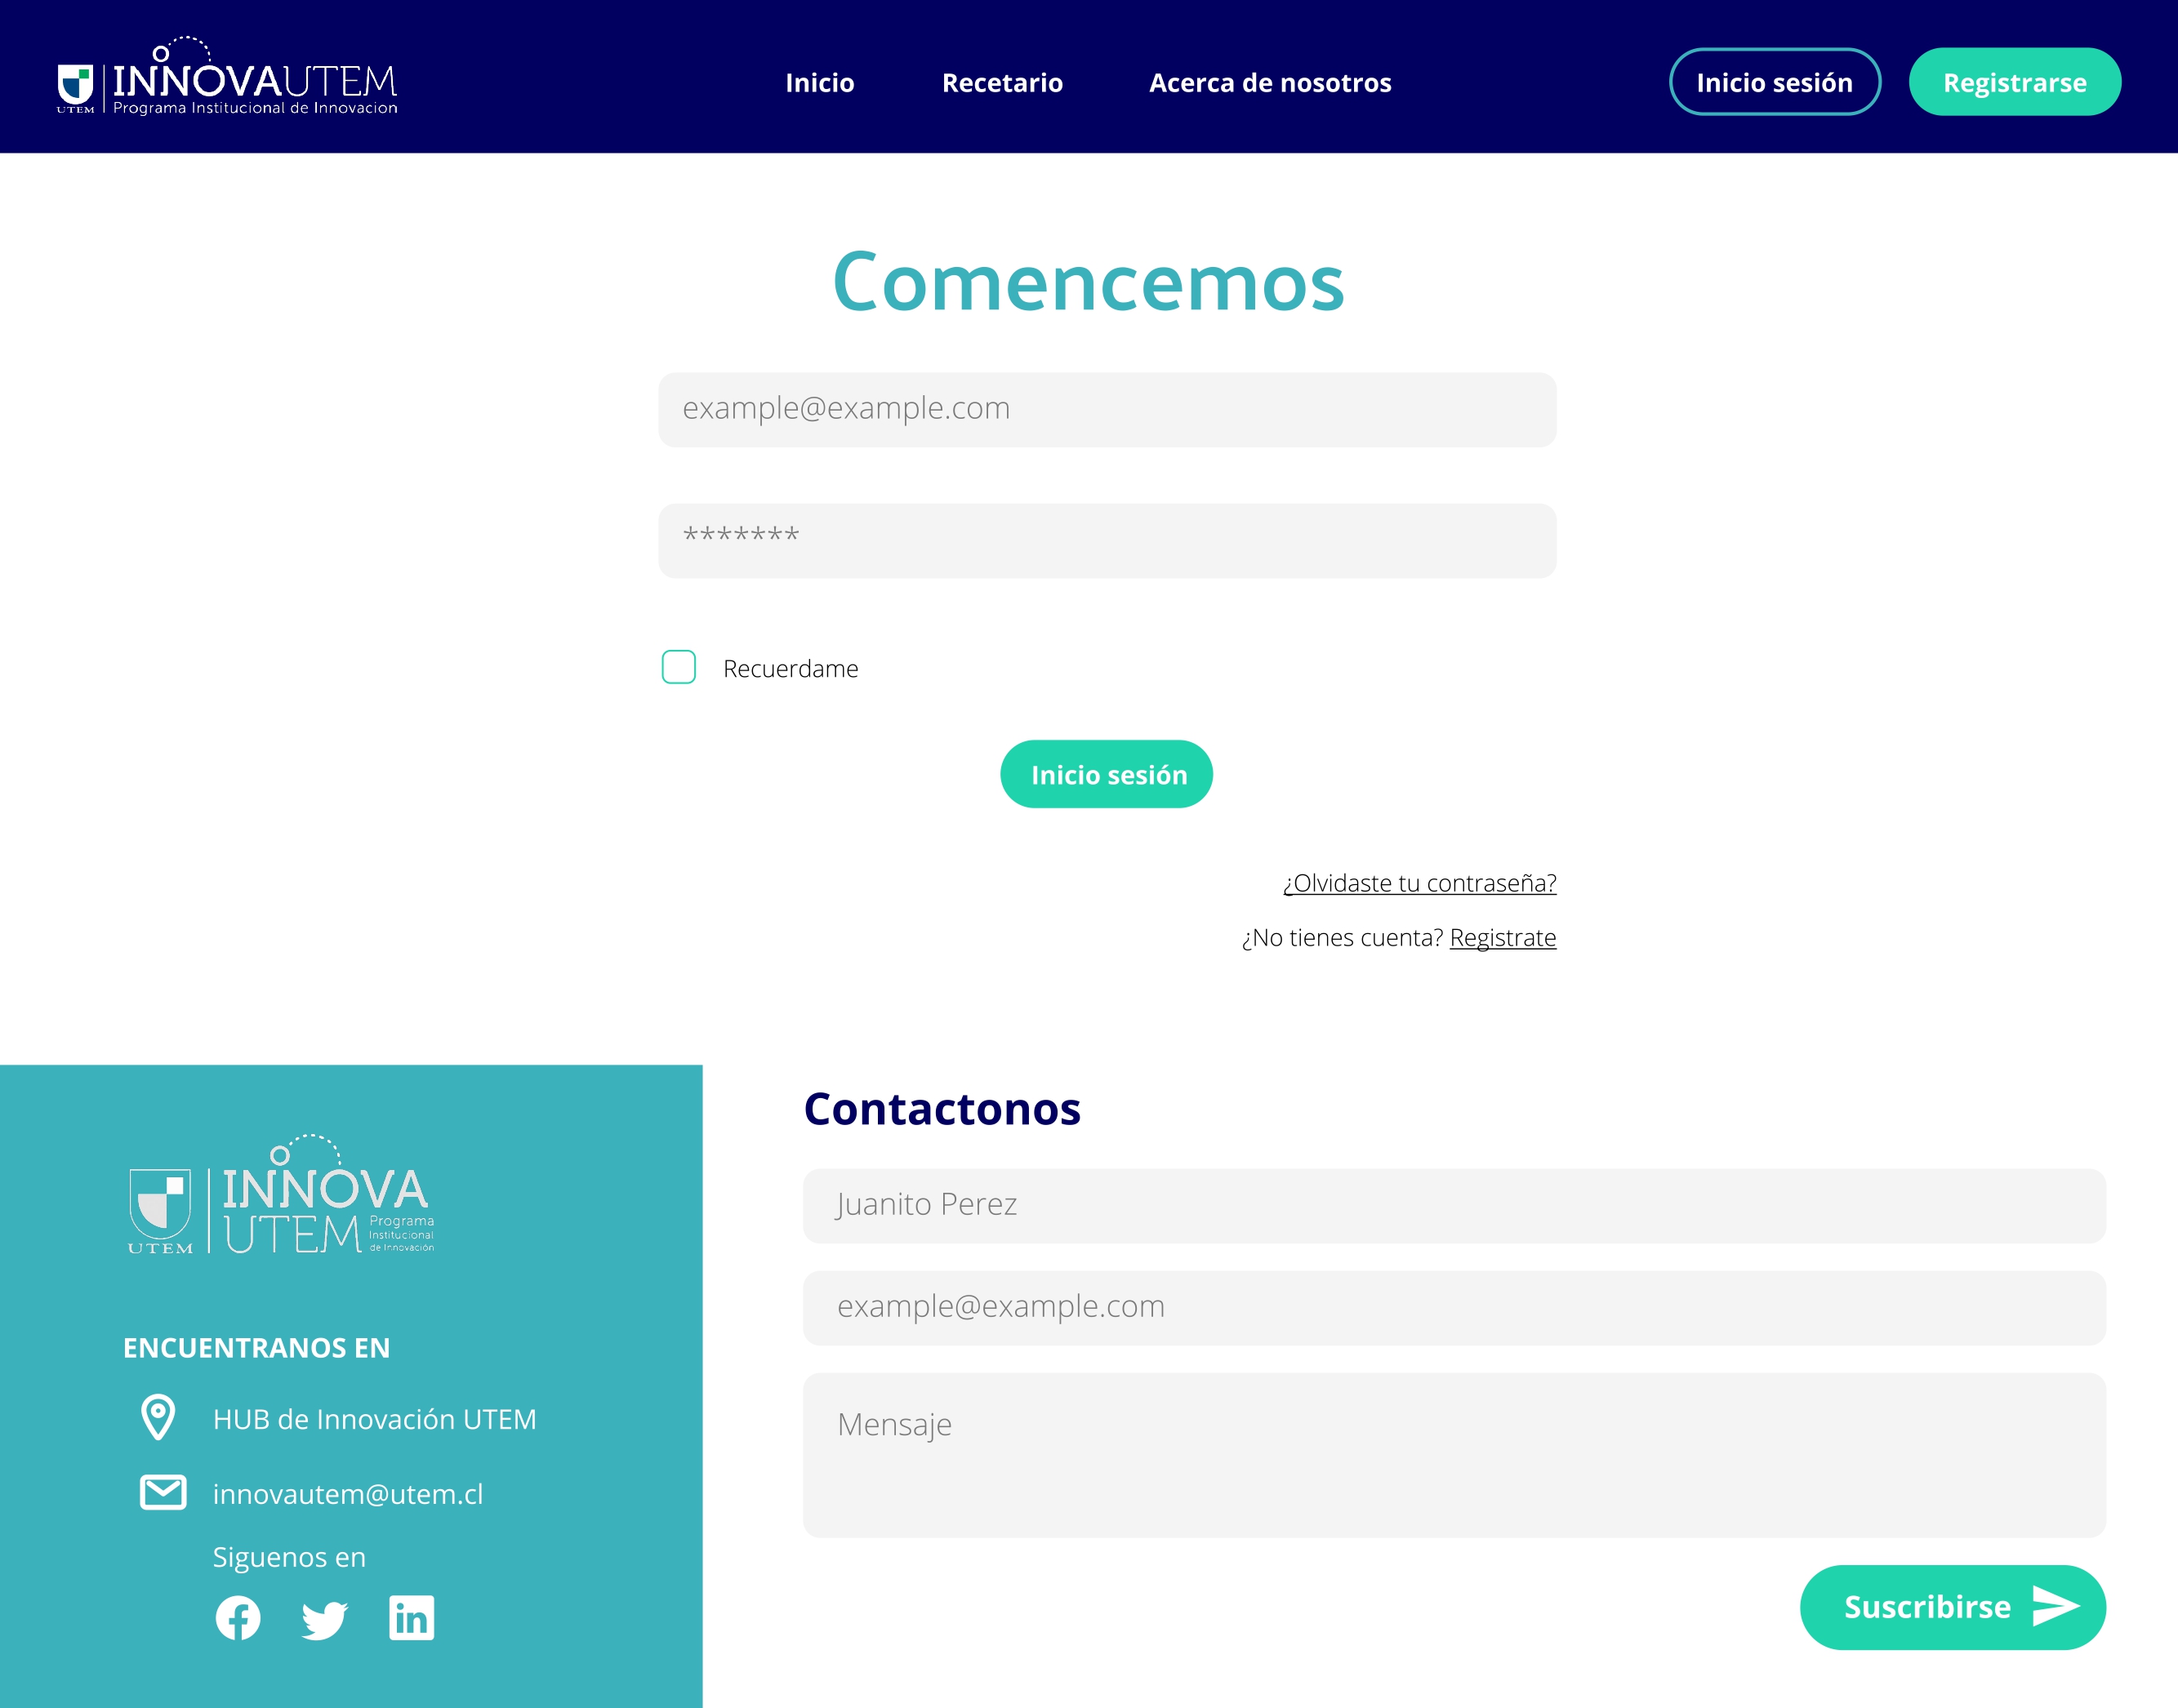 INNOVAUTEM
UTEM
Programa Institucional de Innovacion
Inicio
Recetario
Acerca de nosotros
Inicio sesión
Registrarse
Comencemos
example@example.com
*******
Recuerdame
Inicio sesión
¿Olvidaste tu contraseña?
¿No tienes cuenta? Registrate
INNOVA
UTEM
UTEM
Programa
Institucional
de Innovación
ENCUENTRANOS EN
HUB de Innovación UTEM
innovautem@utem.cl
Siguenos en
Contactonos
Juanito Perez
example@example.com
Mensaje
Suscribirse